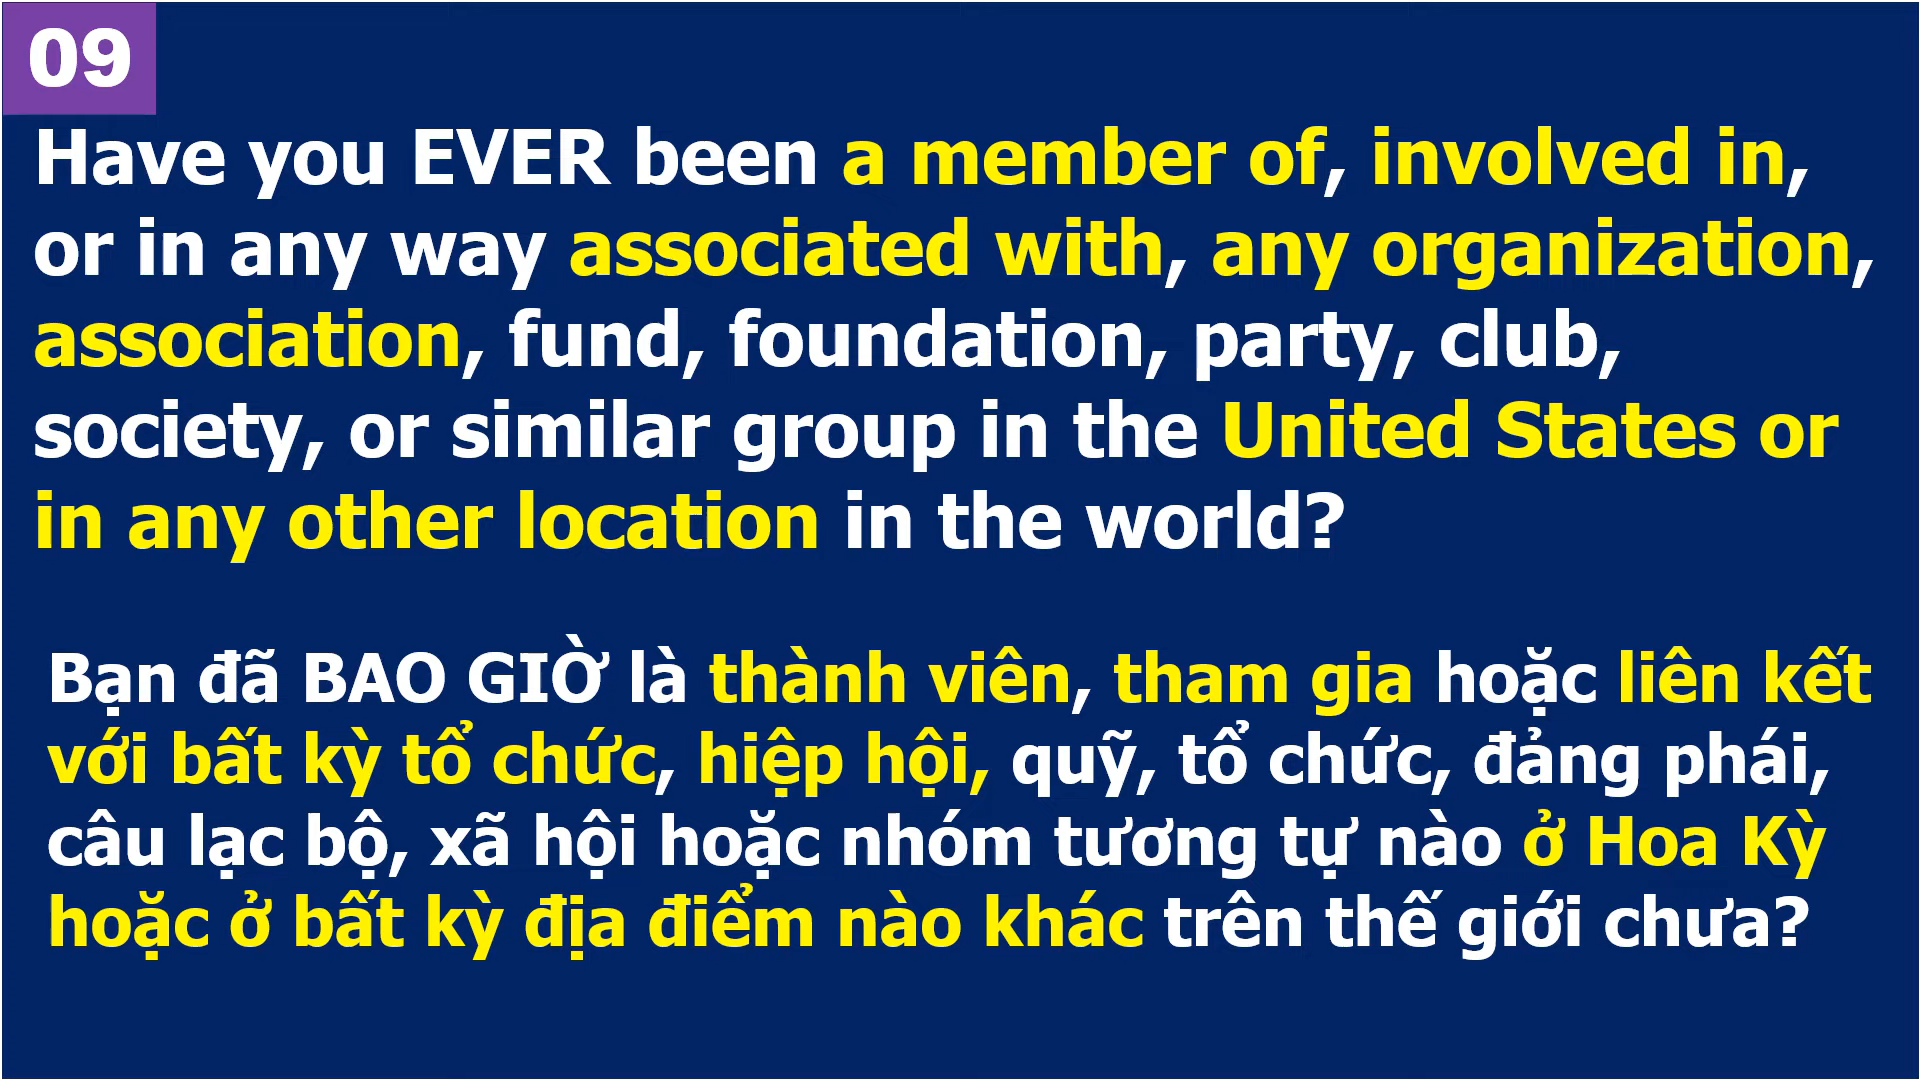 09
Have you EVER been a member of, involved in,
or in any way associated with, any organization,
association, fund, foundation, party, club,
society, or similar group in the United States or
in any other location in the world?
Bạn đã BAO GIỜ là thành viên, tham gia hoặc liên kết
với bất kỳ tổ chức, hiệp hội, quỹ, tổ chức, đảng phái,
câu lạc bộ, xã hội hoặc nhóm tương tự nào ở Hoa Kỳ
hoặc ở bất kỳ địa điểm nào khác trên thế giới chưa?